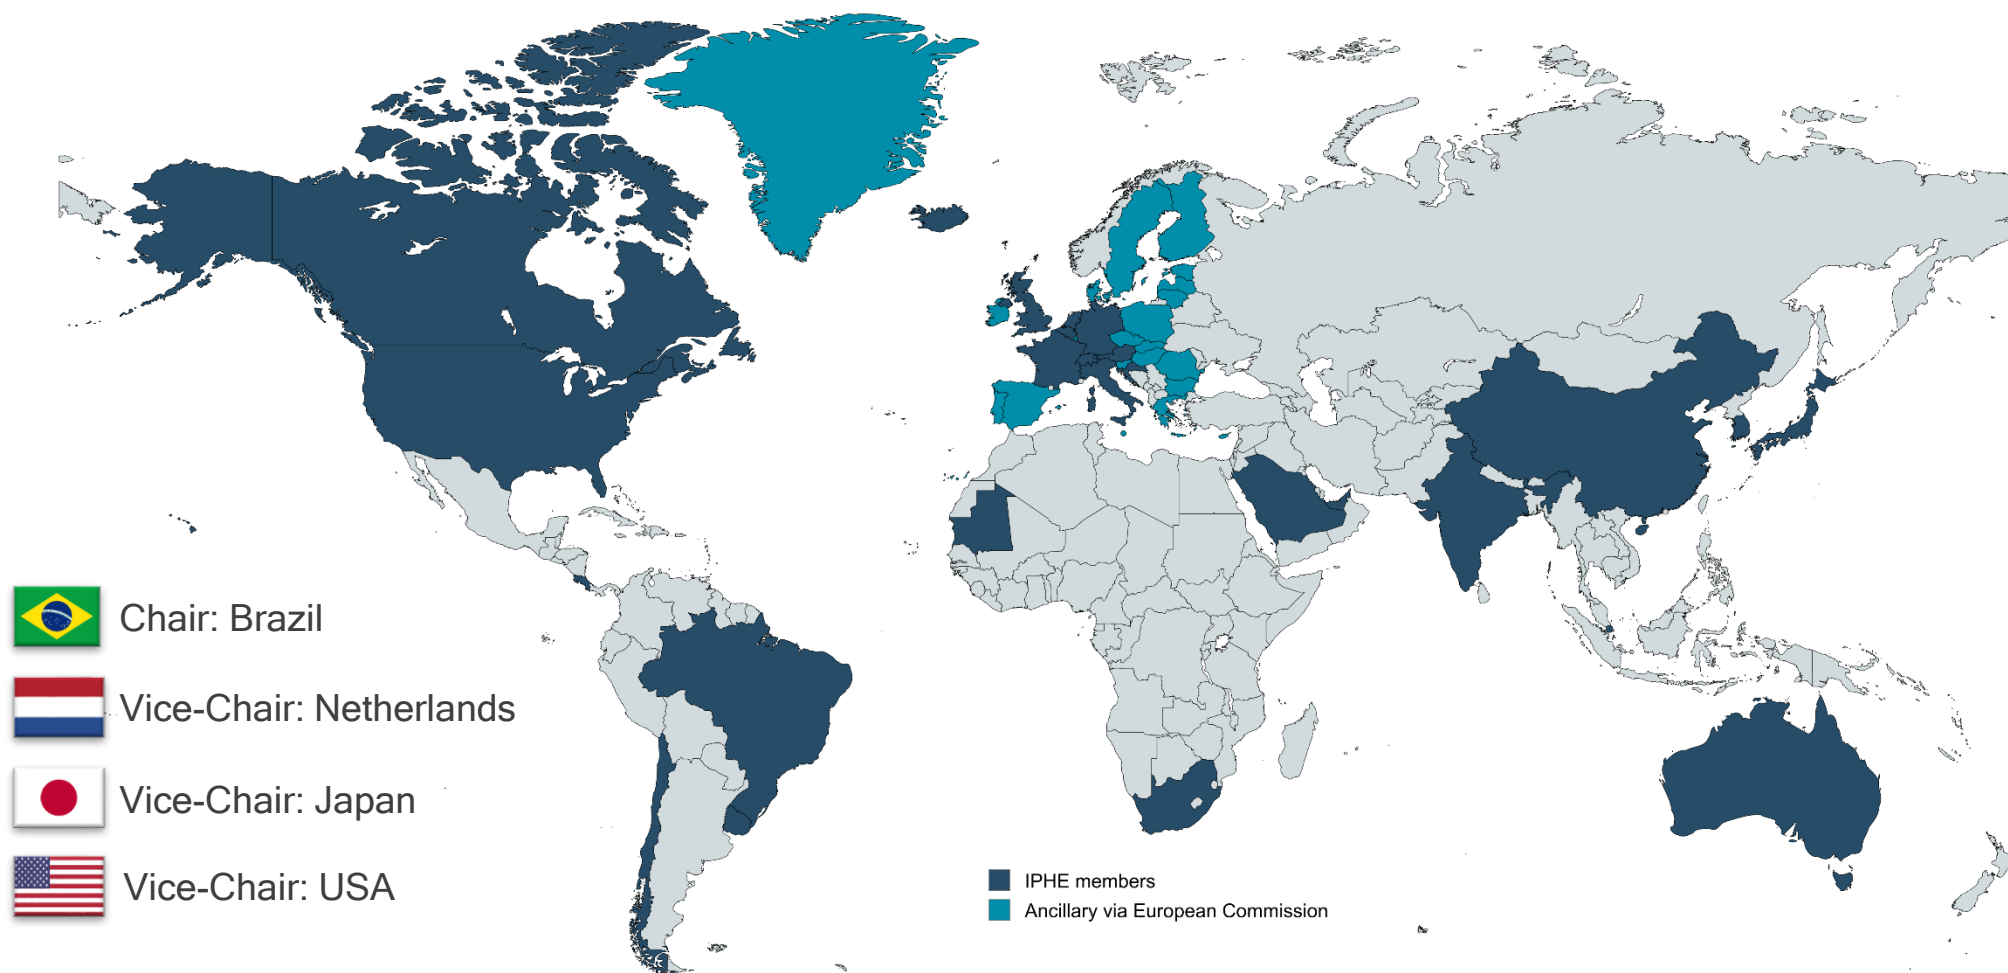 Chair: Brazil
Vice-Chair: Netherlands
Vice-Chair: Japan
Vice-Chair: USA
IPHE members
Ancillary via European Commission